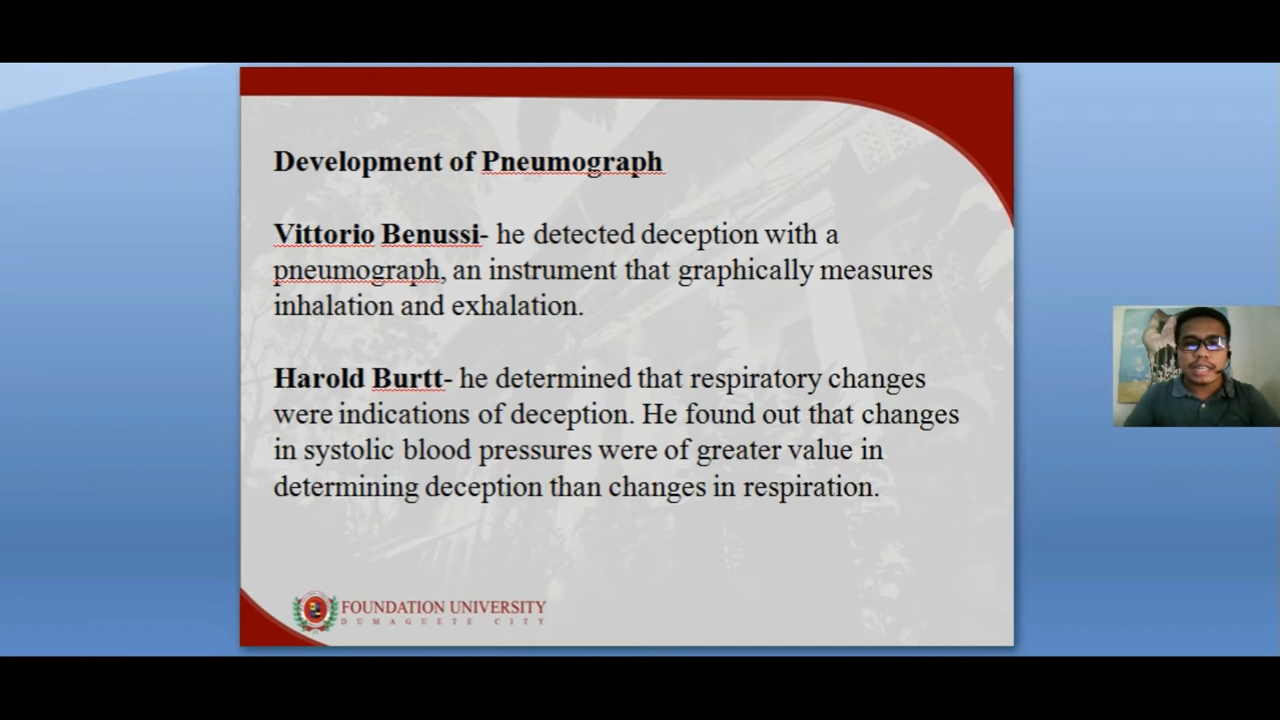 Development of Pneumograph
Vittorio Benussi- he detected deception with a
pneumograph, an instrument that graphically measures
inhalation and exhalation.
Harold Burtt- he determined that respiratory changes
were indications of deception. He found out that changes
in systolic blood pressures were of greater value in
determining deception than changes in respiration.
FOUNDATION UNIVERSITY
DUMAGUETE CITY